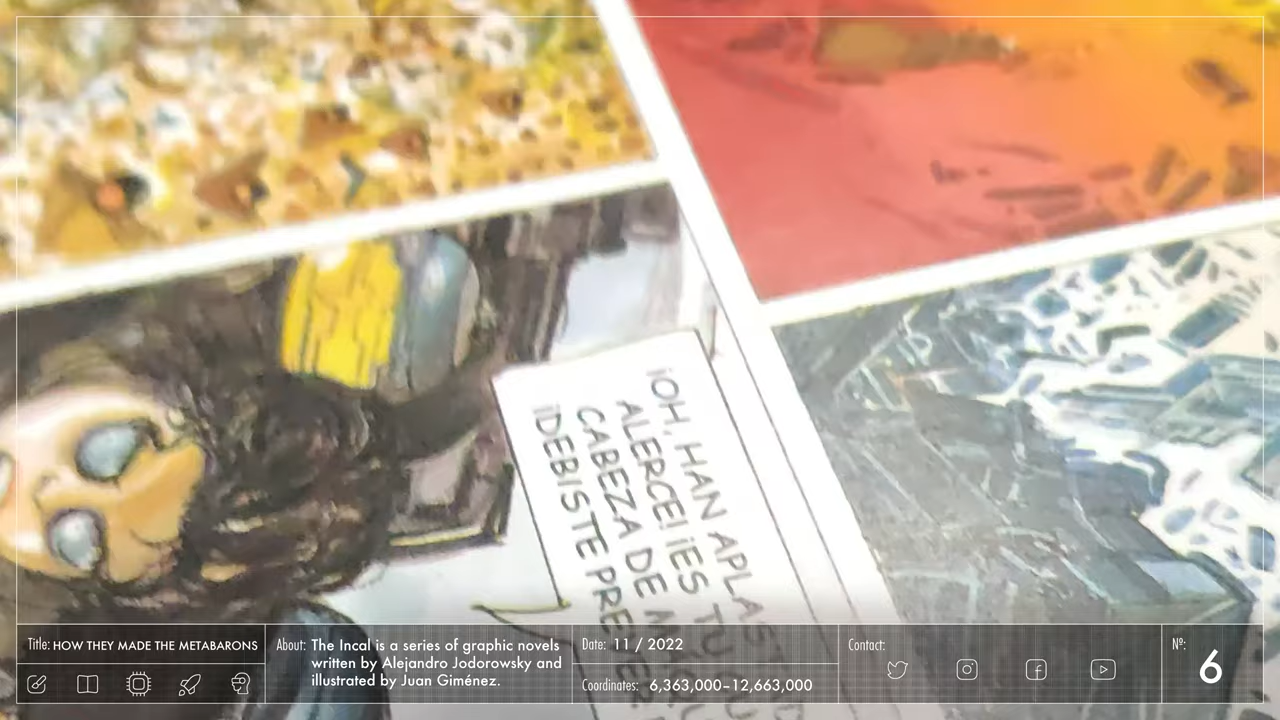 ¡OH, HAN
ALERCE! ¡ES TU
CABEZA DE
¡DEBISTE
Title: HOW THEY MADE THE METABARONS
About: The Incal is a series of graphic novels
written by Alejandro Jodorowsky and
illustrated by Juan Giménez.
Date: 11 / 2022
Coordinates: 6,363,000–12,663,000
Contact:
Nº:
6